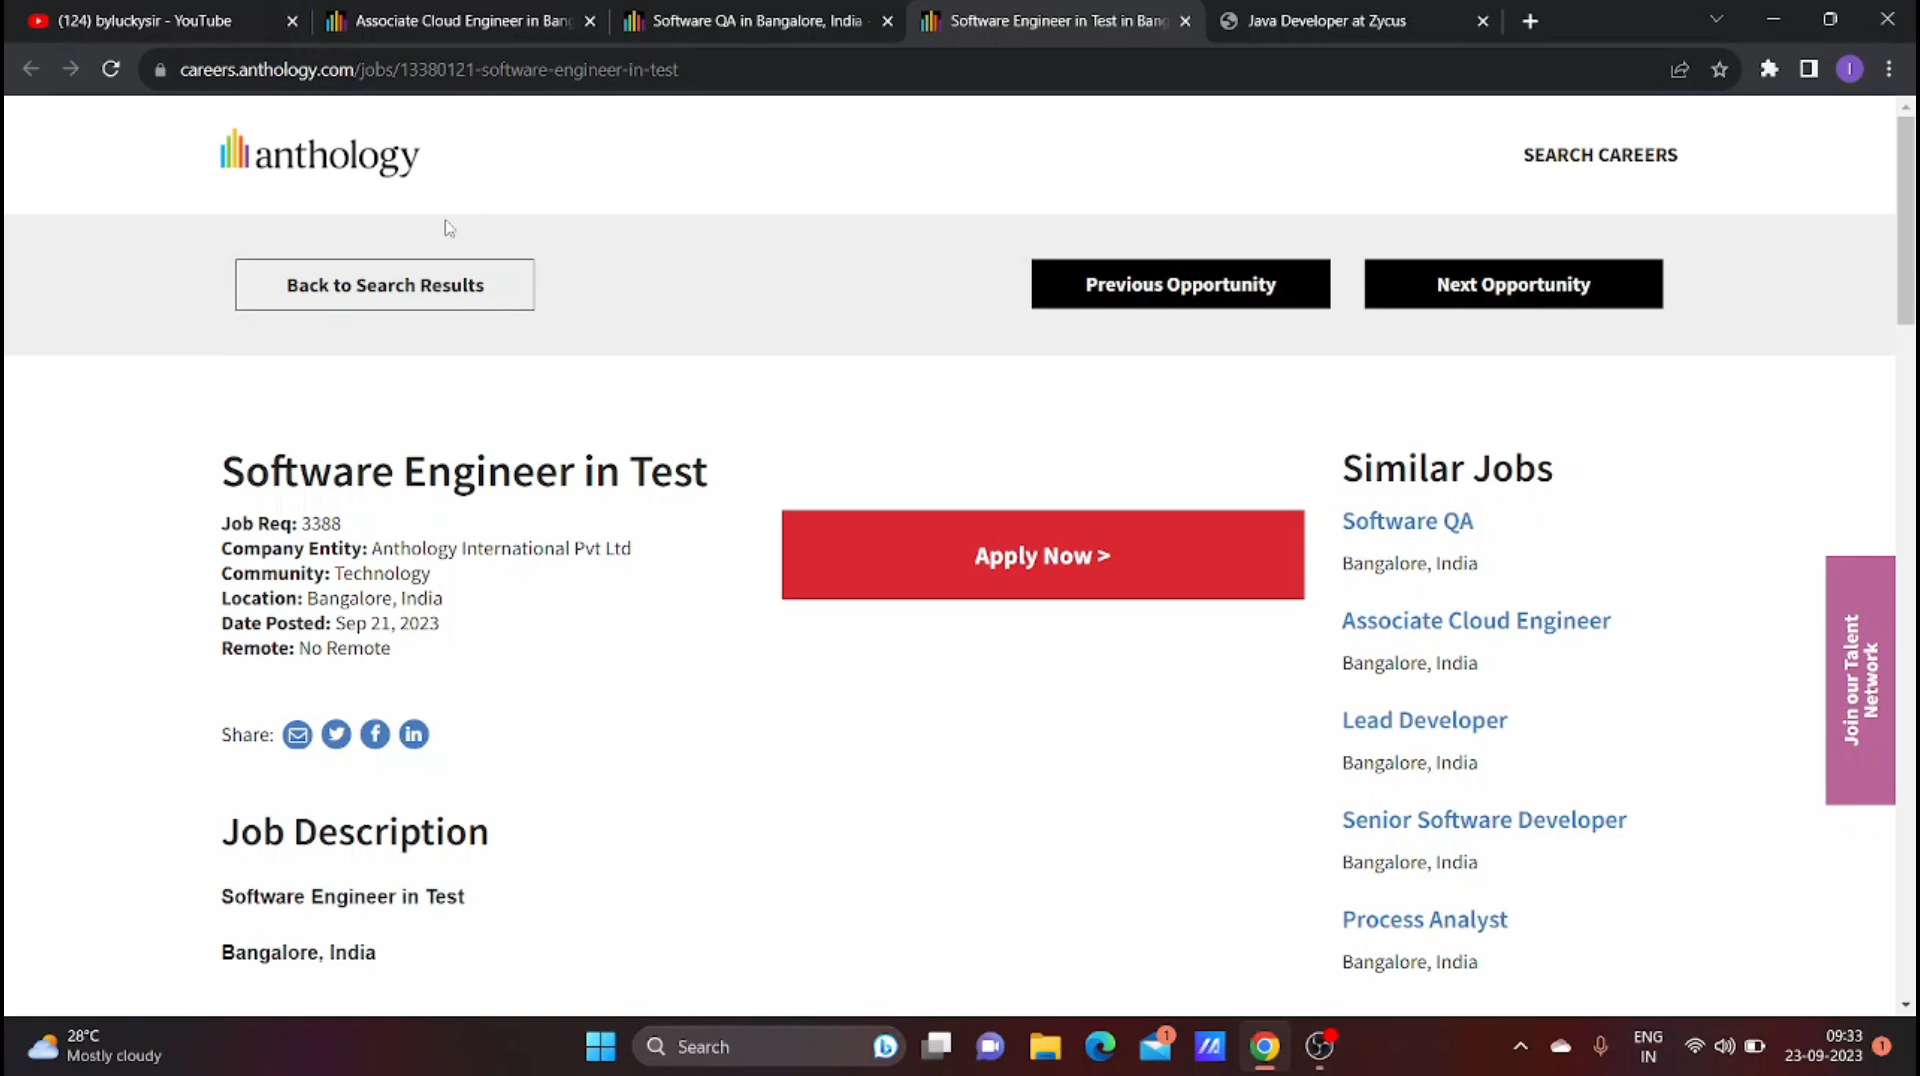 (124) byluckysir - YouTube
Associate Cloud Engineer in Bang
Software QA in Bangalore, India
Software Engineer in Test in Bang
Java Developer at Zycus
careers.anthology.com/jobs/13380121-software-engineer-in-test
I
anthology
SEARCH CAREERS
Back to Search Results
Previous Opportunity
Next Opportunity
Software Engineer in Test
Job Req: 3388
Company Entity: Anthology International Pvt Ltd
Community: Technology
Location: Bangalore, India
Date Posted: Sep 21, 2023
Remote: No Remote
Apply Now >
Share:
Job Description
Software Engineer in Test
Bangalore, India
Similar Jobs
Software QA
Bangalore, India
Associate Cloud Engineer
Bangalore, India
Lead Developer
Bangalore, India
Senior Software Developer
Bangalore, India
Process Analyst
Bangalore, India
Join our Talent
Network
28°C
Mostly cloudy
Search
1
ENG
IN
09:33
23-09-2023
1